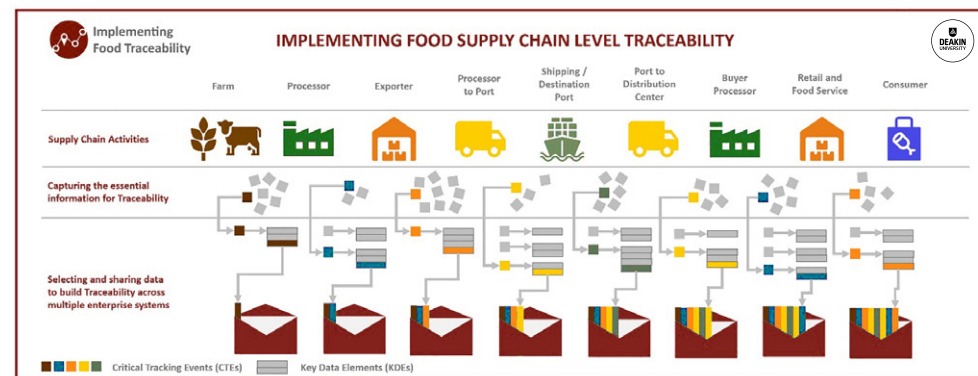 Implementing
Food Traceability
IMPLEMENTING FOOD SUPPLY CHAIN LEVEL TRACEABILITY
DEAKIN
UNIVERSITY
Farm
Processor
Exporter
Processor
to Port
Shipping /
Destination
Port
Port to
Distribution
Center
Buyer
Processor
Retail and
Food Service
Consumer
Supply Chain Activities
Capturing the essential
information for Traceability
Selecting and sharing data
to build Traceability across
multiple enterprise systems
Critical Tracking Events (CTEs)
Key Data Elements (KDEs)